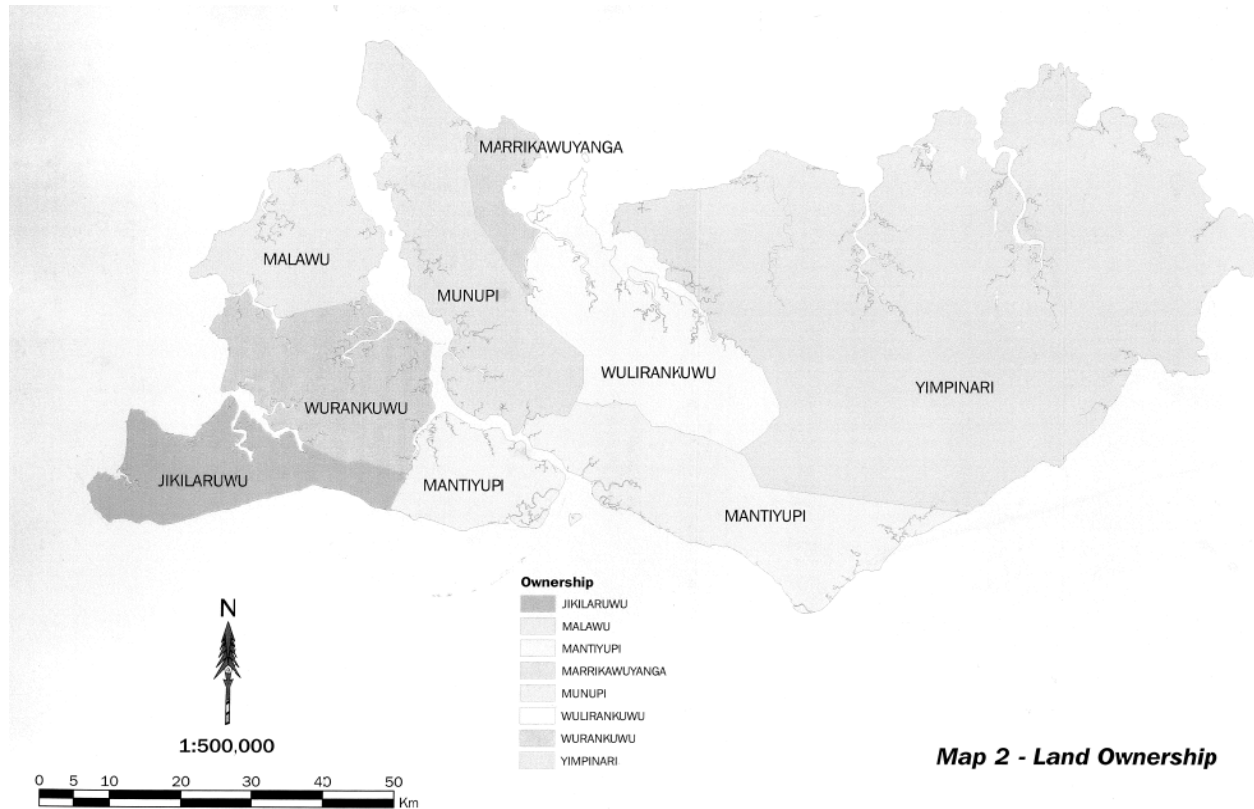 MARRIKAWUYANGA
MALAWU
MUNUPI
WULIRANKUWU
YIMPINARI
WURANKUWU
JIKILARUWU
MANTIYUPI
MANTIYUPI
Ownership
JIKILARUWU
MALAWU
MANTIYUPI
MARRIKAWUYANGA
MUNUPI
WULIRANKUWU
WURANKUWU
YIMPINARI
N
1:500,000
0 5 10 20 30 40 50
Km
Map 2 - Land Ownership